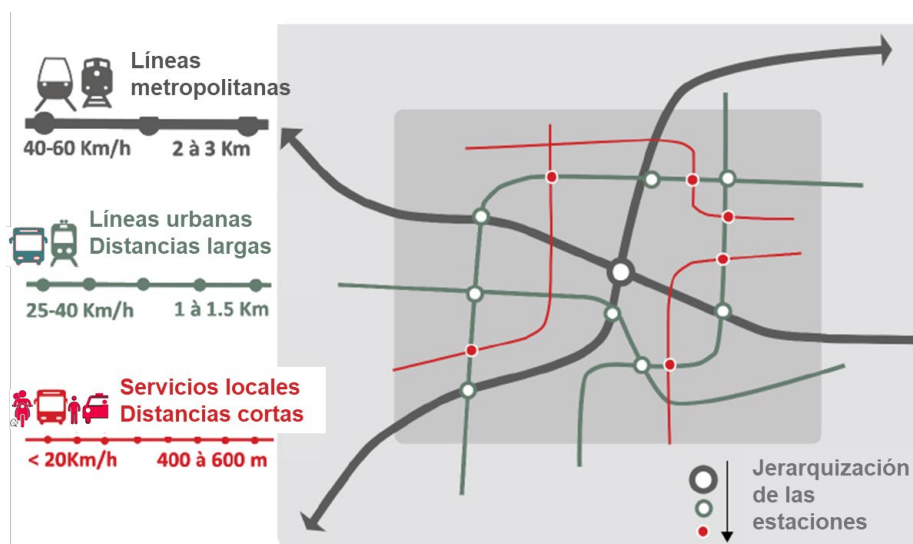 Líneas
metropolitanas
40-60 Km/h 2 à 3 Km
Líneas urbanas
Distancias largas
25-40 Km/h 1 à 1.5 Km
Servicios locales
Distancias cortas
< 20Km/h 400 à 600 m
Jerarquización
de las
estaciones